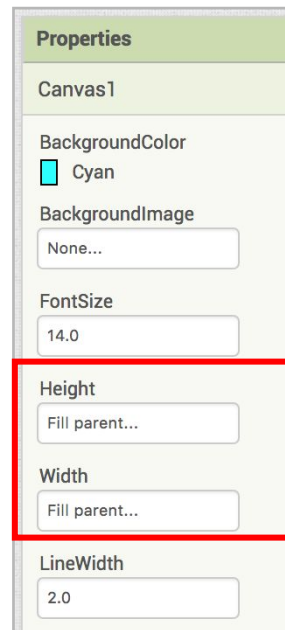 Properties
Canvas1
BackgroundColor
Cyan
BackgroundImage
None...
FontSize
14.0
Height
Fill parent...
Width
Fill parent...
LineWidth
2.0